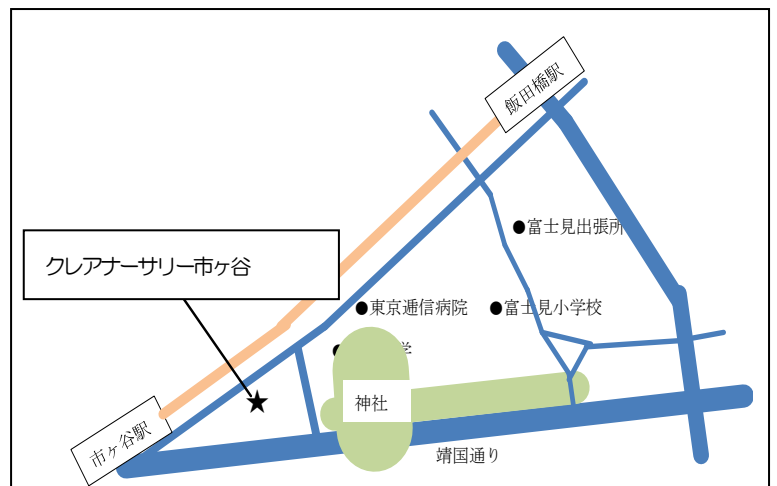 飯田橋駅
●富士見出張所
クレアナーサリー市ヶ谷
●東京逓信病院
●富士見小学校
学
神社
市ヶ谷駅
靖国通り